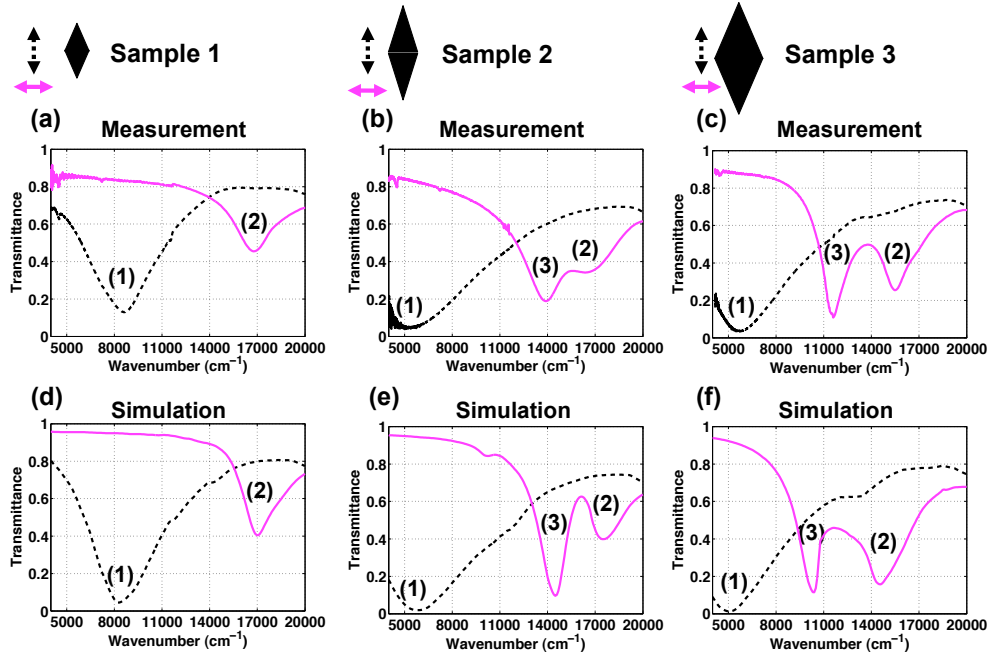 Sample 1
Sample 2
Sample 3
(a)
Measurement
1
0.8
0.6
0.4
0.2
0
Transmittance
(1)
(2)
5000 8000 11000 14000 17000 20000
Wavenumber (cm⁻¹)
(b)
Measurement
1
0.8
0.6
0.4
0.2
0
Transmittance
(1)
(3)
(2)
5000 8000 11000 14000 17000 20000
Wavenumber (cm⁻¹)
(c)
Measurement
1
0.8
0.6
0.4
0.2
0
Transmittance
(1)
(3)
(2)
5000 8000 11000 14000 17000 20000
Wavenumber (cm⁻¹)
(d)
Simulation
1
0.8
0.6
0.4
0.2
0
Transmittance
(1)
(2)
5000 8000 11000 14000 17000 20000
Wavenumber (cm⁻¹)
(e)
Simulation
1
0.8
0.6
0.4
0.2
0
Transmittance
(1)
(3)
(2)
5000 8000 11000 14000 17000 20000
Wavenumber (cm⁻¹)
(f)
Simulation
1
0.8
0.6
0.4
0.2
0
Transmittance
(1)
(3)
(2)
5000 8000 11000 14000 17000 20000
Wavenumber (cm⁻¹)